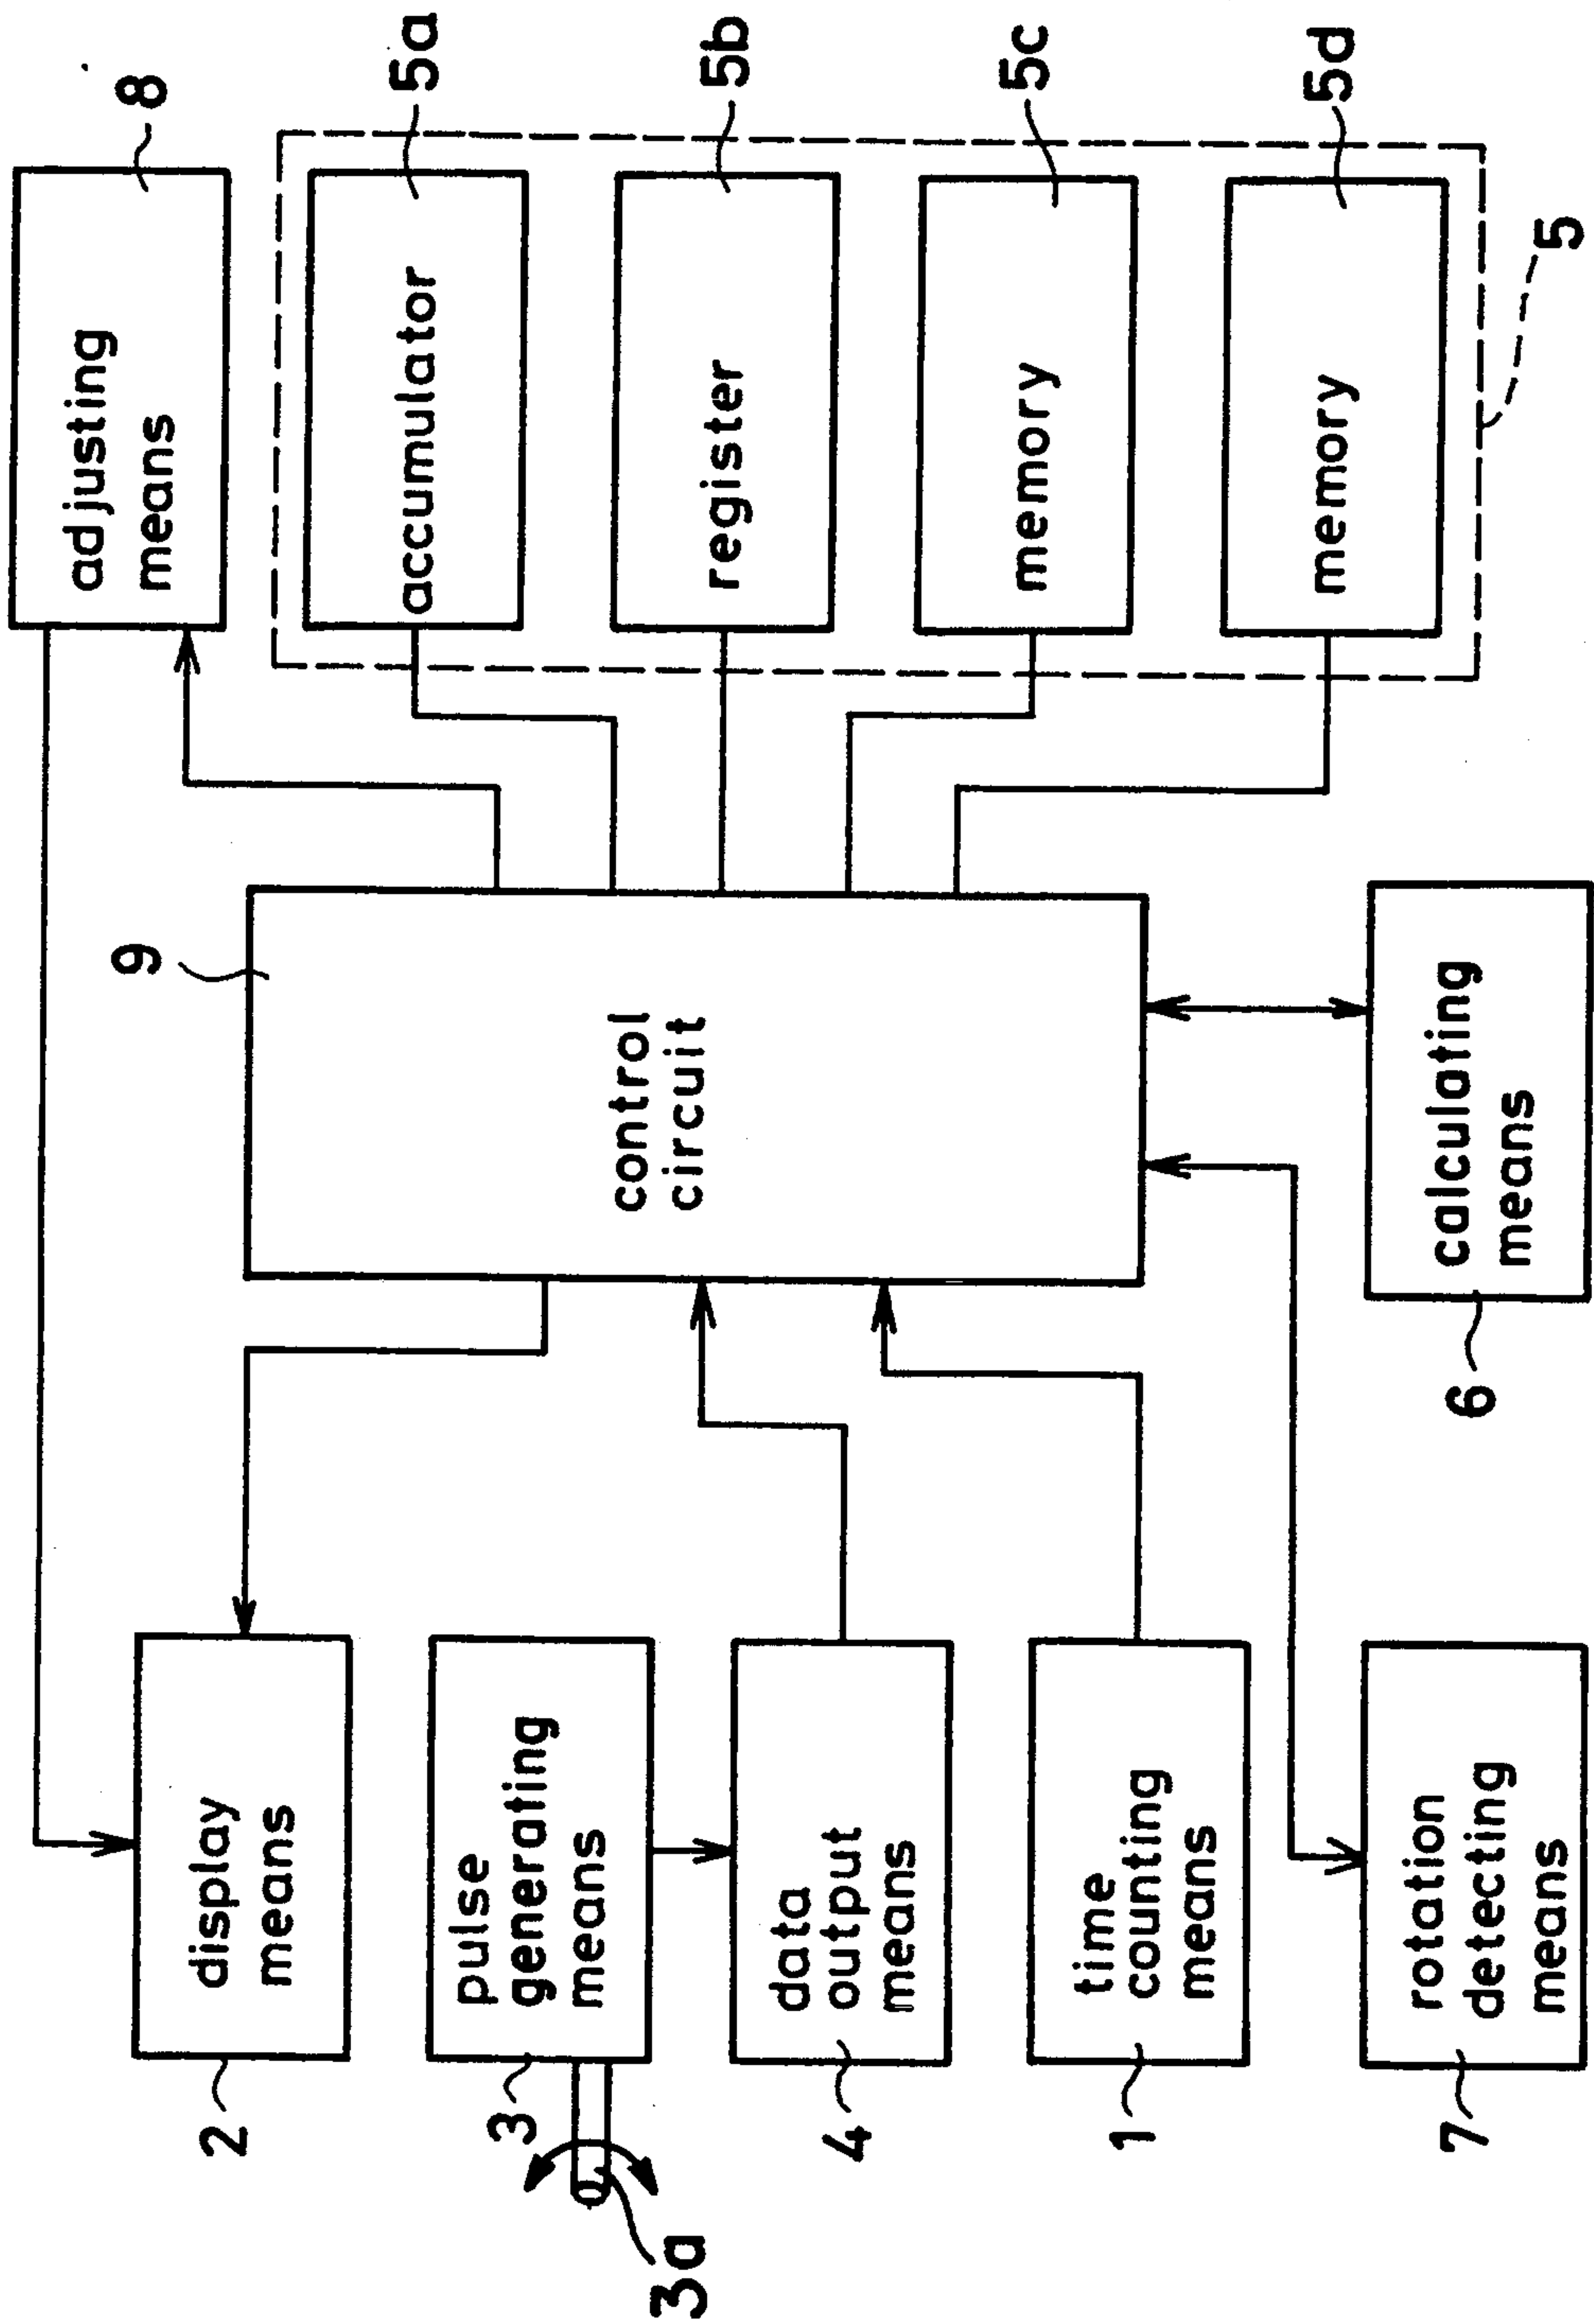 2
display
means
3
3a
pulse
generating
means
4
data
output
means
1
time
counting
means
7
rotation
detecting
means
9
control
circuit
6
calculating
means
8
adjusting
means
5a
accumulator
5b
register
5c
memory
5d
memory
5